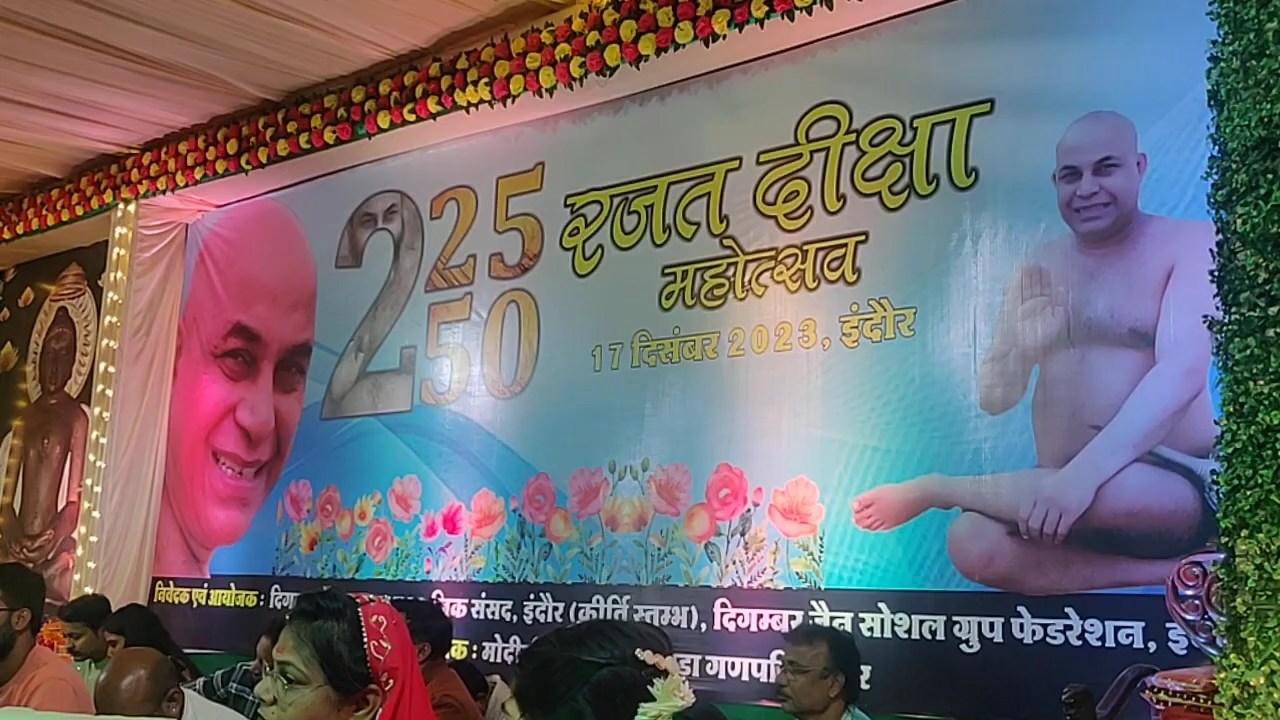 2 25 50
रजत दीक्षा
महोत्सव
17 दिसंबर 2023, इंदौर
निवेदक एवं आयोजक : संसद, इंदौर (कीर्ति स्तम्भ), दिगम्बर जैन सोशल ग्रुप फेडरेशन,
: मोदी